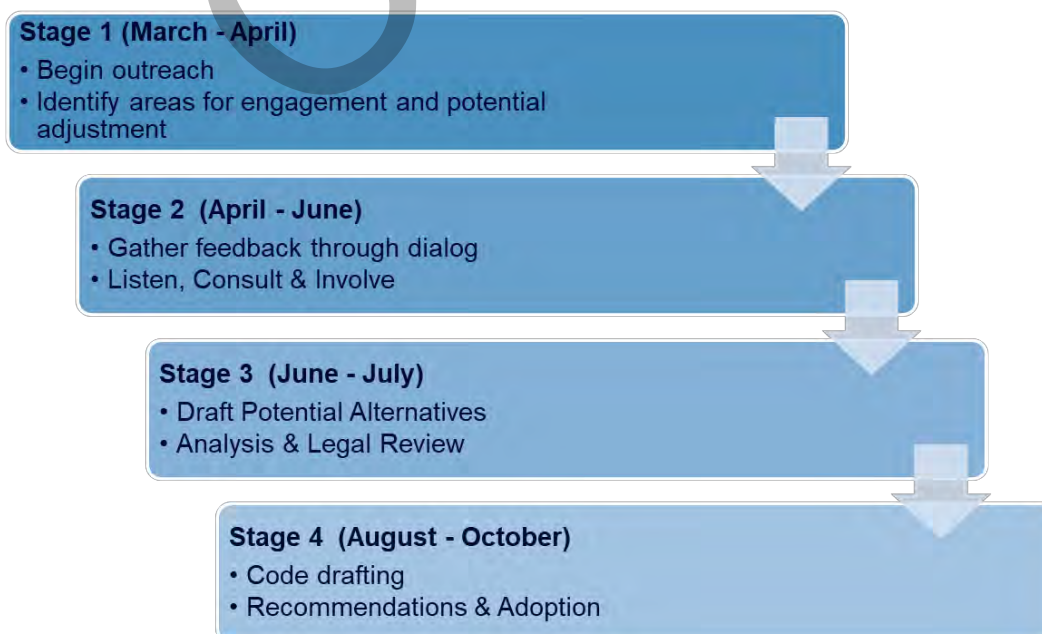 Stage 1 (March - April)
• Begin outreach
• Identify areas for engagement and potential
adjustment
Stage 2 (April - June)
• Gather feedback through dialog
• Listen, Consult & Involve
Stage 3 (June - July)
• Draft Potential Alternatives
• Analysis & Legal Review
Stage 4 (August - October)
• Code drafting
• Recommendations & Adoption